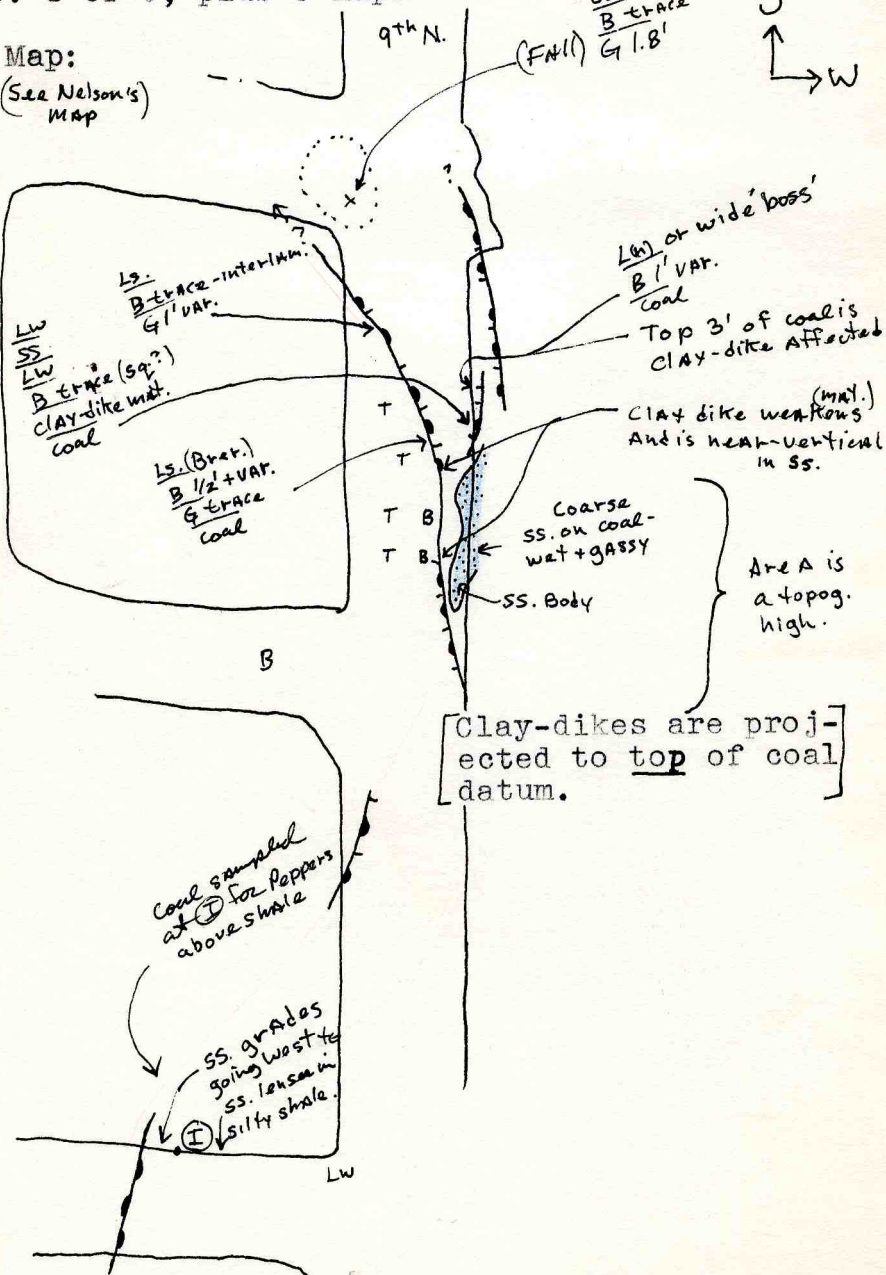 Map:
(See Nelson's)
MAP
9th N.
(FAll)
B trace
G 1.8'
W
Ls.
B trace-interlam.
G 1' VAR.
LW
SS
LW
B trace (sq?)
clay-dike mat.
coal
Ls. (Brer.)
B 1/2' + VAR.
G trace
coal
L(n) or wide 'boss'
B 1' VAR.
coal
Top 3' of coal is
clAy-dike Affected
(MAY.)
ClAy dike weakens
And is near-vertical
in SS.
?
?
T
T
T B
T B
B
Coarse
SS. on coal-
wet + gAssy
SS. Body
Area A is
a topog.
high.
[Clay-dikes are proj-]
ected to top of coal
datum.
Coal sampled
at I for Peppers
above shale
SS. grAdes
going west to
SS. lenses in
silty shale.
I
LW